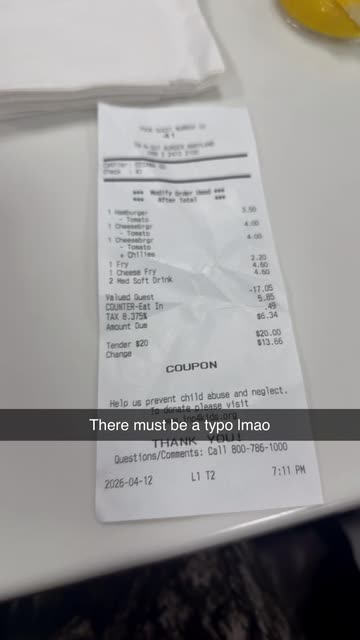 *** Modify Order Used ***
*** After Total ***
1 Hamburger 3.50
- Tomato
1 Cheesebrgr 4.00
- Tomato
1 Cheesebrgr 4.00
- Tomato
+ Chilies
1 Fry 2.20
1 Cheese Fry 4.60
2 Med Soft Drink 4.60
Valued Guest -17.05
COUNTER-Eat In 5.85
TAX 8.375% .49
Amount Due $6.34
Tender $20 $20.00
Change $13.66
COUPON
Help us prevent child abuse and neglect.
To donate please visit
There must be a typo lmao
THANK YOU!
Questions/Comments: Call 800-786-1000
2026-04-12 L1 T2 7:11 PM